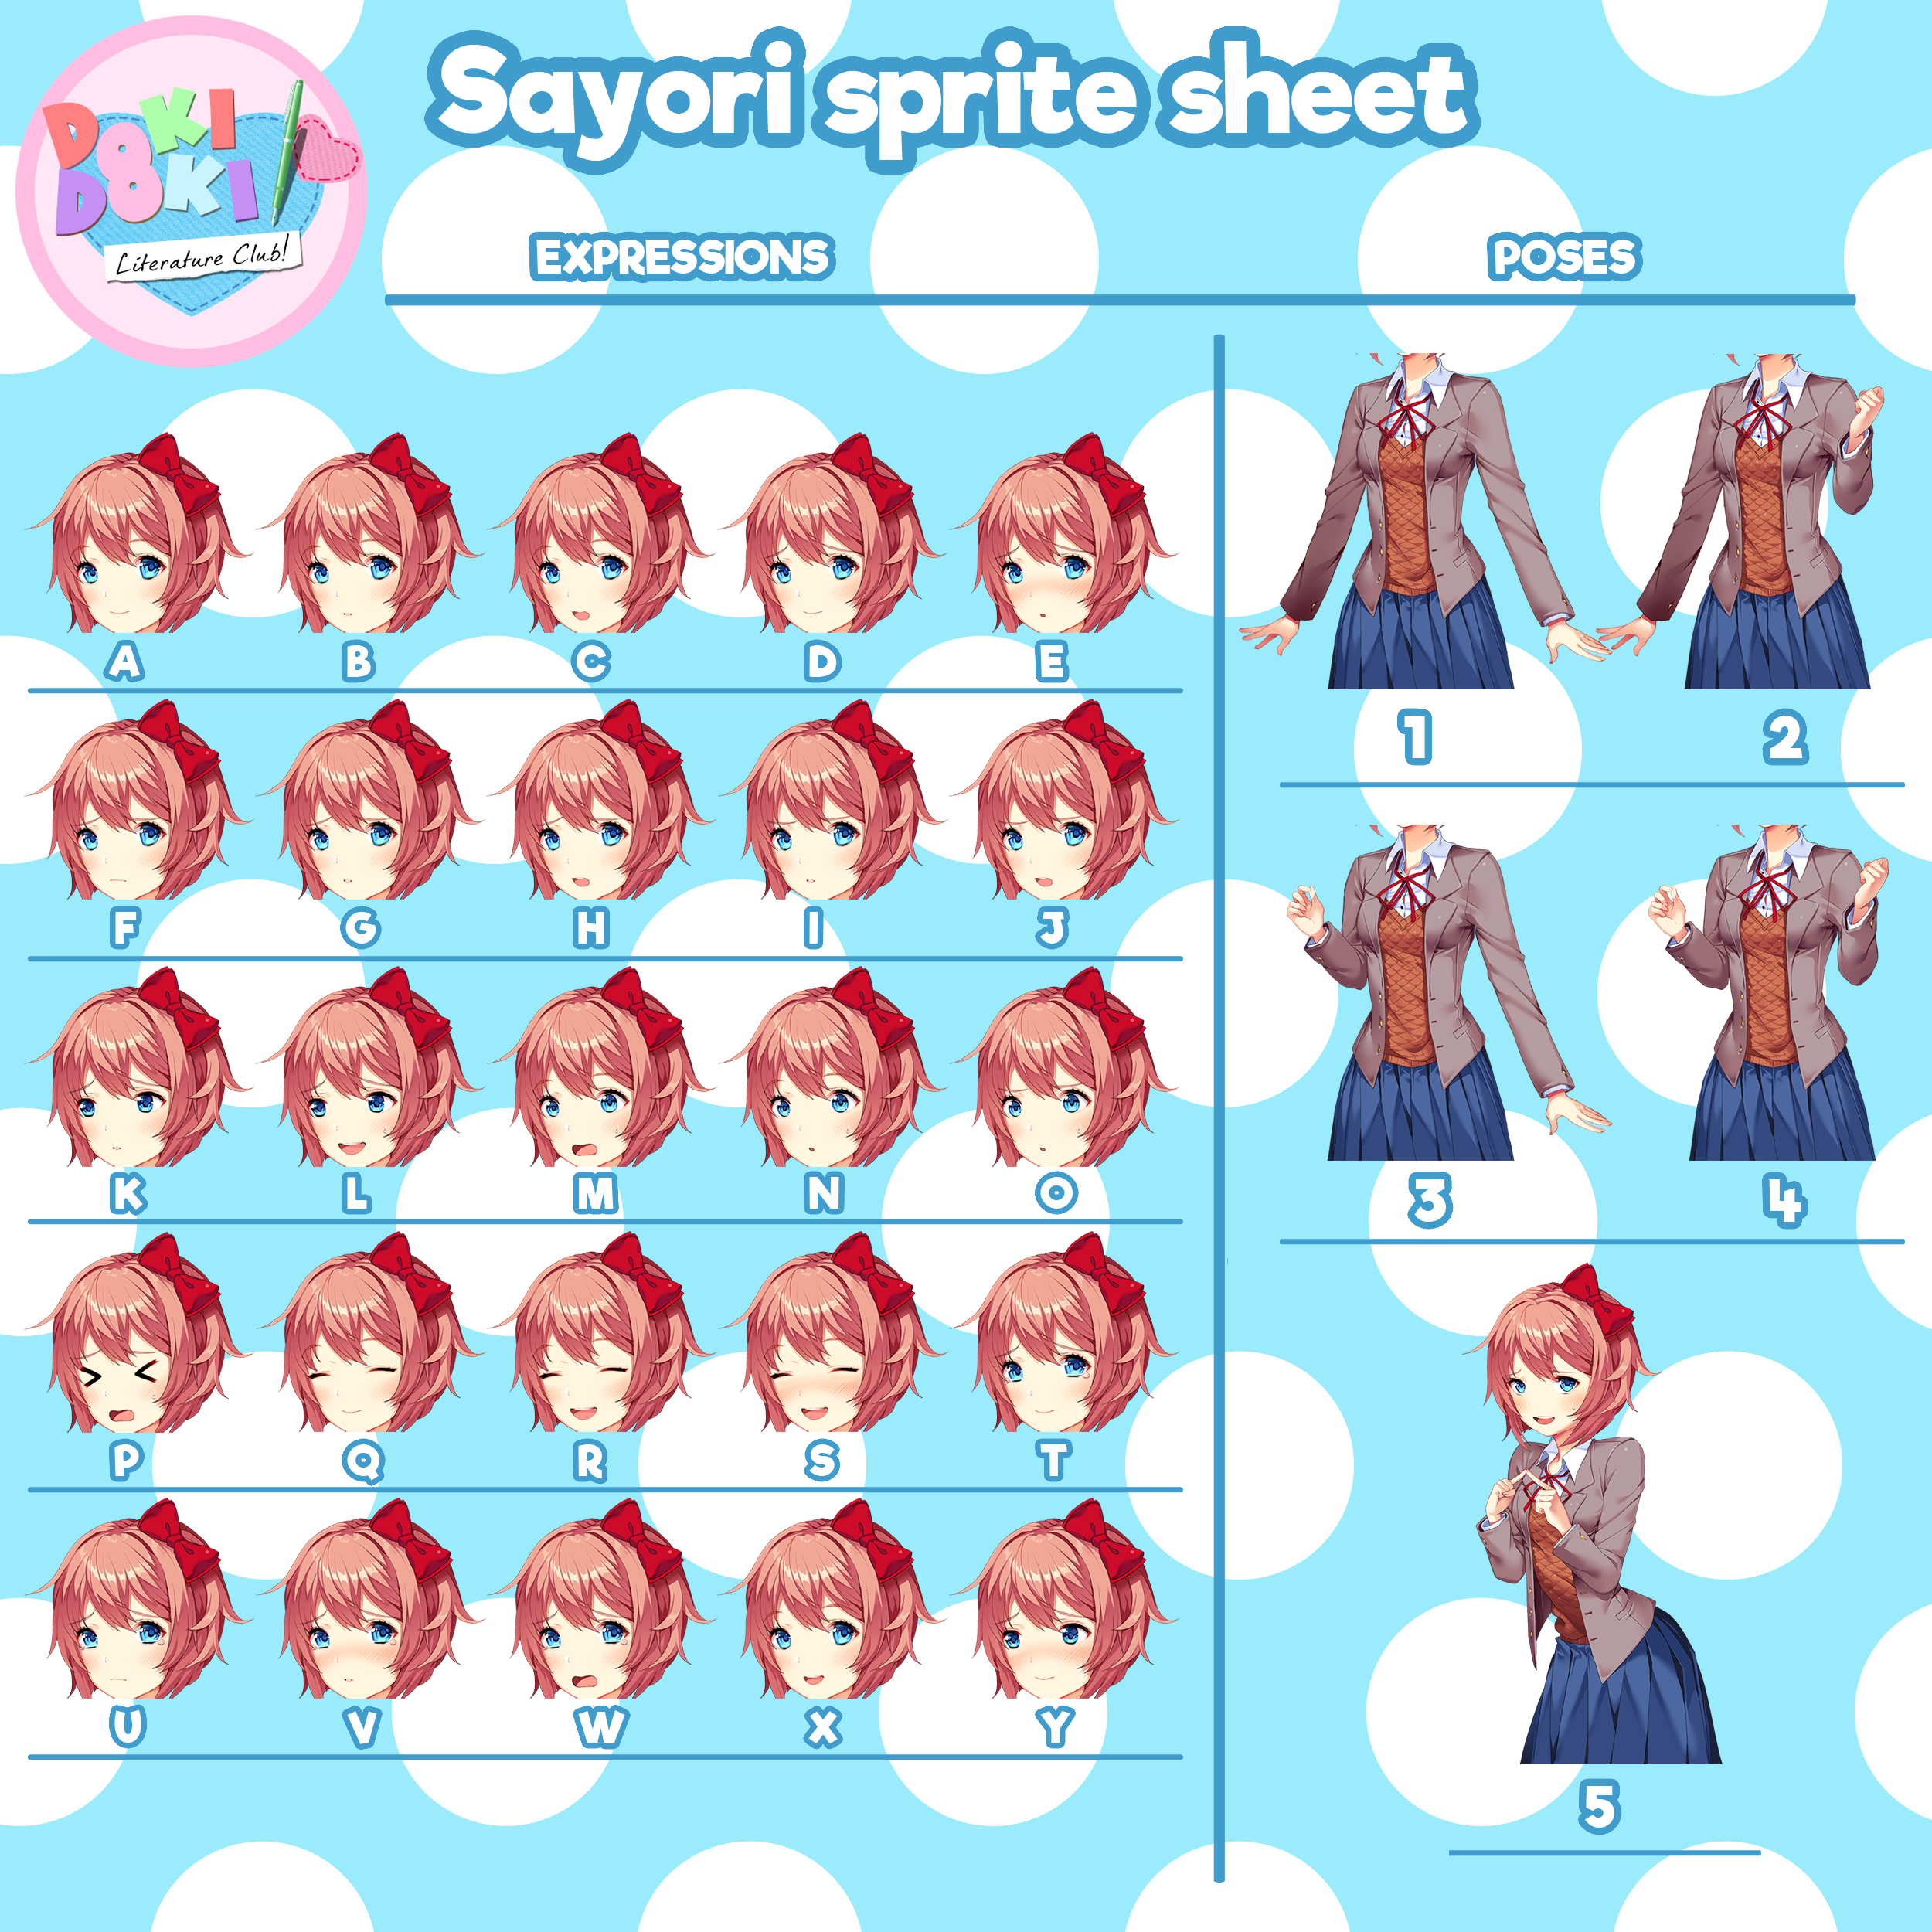 Sayori sprite sheet
DOKI
DOKI
Literature Club!
EXPRESSIONS
POSES
A B C D E
F G H I J
K L M N O
P Q R S T
U V W X Y
1 2
3 4
5